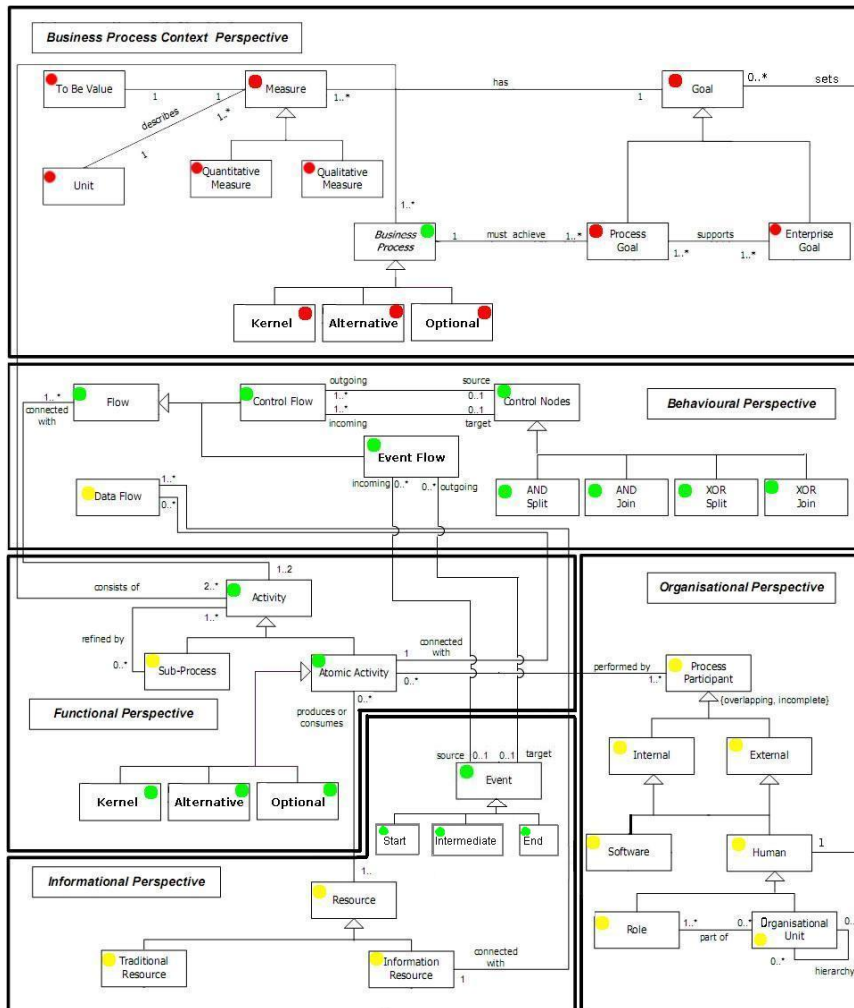 Business Process Context Perspective
To Be Value
1
1
Measure
1..*
has
1
Goal
0..*
sets
describes
1..*
1
Unit
Quantitative
Measure
Qualitative
Measure
1..*
Business
Process
1
must achieve
1..*
Process
Goal
supports
1..*
1..*
Enterprise
Goal
Kernel
Alternative
Optional
1..*
connected
with
Flow
Control Flow
outgoing
1..*
1..*
incoming
source
0..1
0..1
target
Control Nodes
Behavioural Perspective
Event Flow
incoming
0..*
0..*
outgoing
Data Flow
1..*
0..*
AND
Split
AND
Join
XOR
Split
XOR
Join
1..2
consists of
2..*
Activity
1..*
refined by
0..*
Sub-Process
Atomic Activity
1
connected
with
0..*
0..*
performed by
1..*
Process
Participant
Organisational Perspective
{overlapping, incomplete}
Functional Perspective
produces or
consumes
Internal
External
source
0..1
0..1
target
Event
Kernel
Alternative
Optional
Start
Intermediate
End
Software
Human
1
Informational Perspective
1..
Resource
Role
1..*
part of
0..*
Organisational
Unit
0..
0..*
hierarchy
Traditional
Resource
Information
Resource
connected
with
1